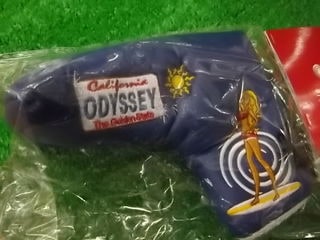 California
ODYSSEY
The Golden State